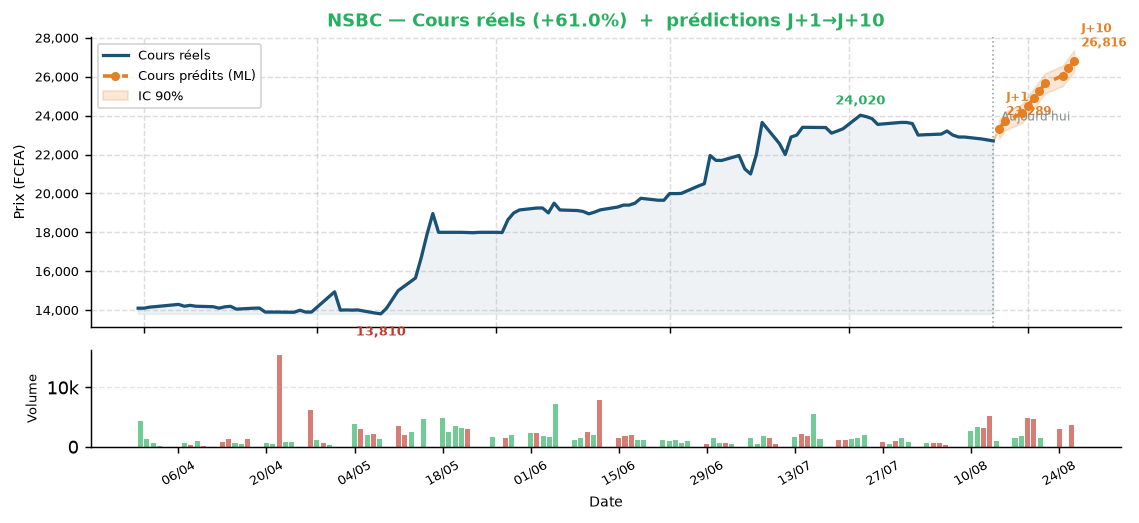 NSBC — Cours réels (+61.0%) + prédictions J+1→J+10
J+10
26,816
28,000
26,000
24,000
22,000
20,000
18,000
16,000
14,000
Prix (FCFA)
Cours réels
Cours prédits (ML)
IC 90%
24,020
J+1
23,289
Aujourd'hui
13,810
10k
0
Volume
06/04
20/04
04/05
18/05
01/06
15/06
29/06
13/07
27/07
10/08
24/08
Date